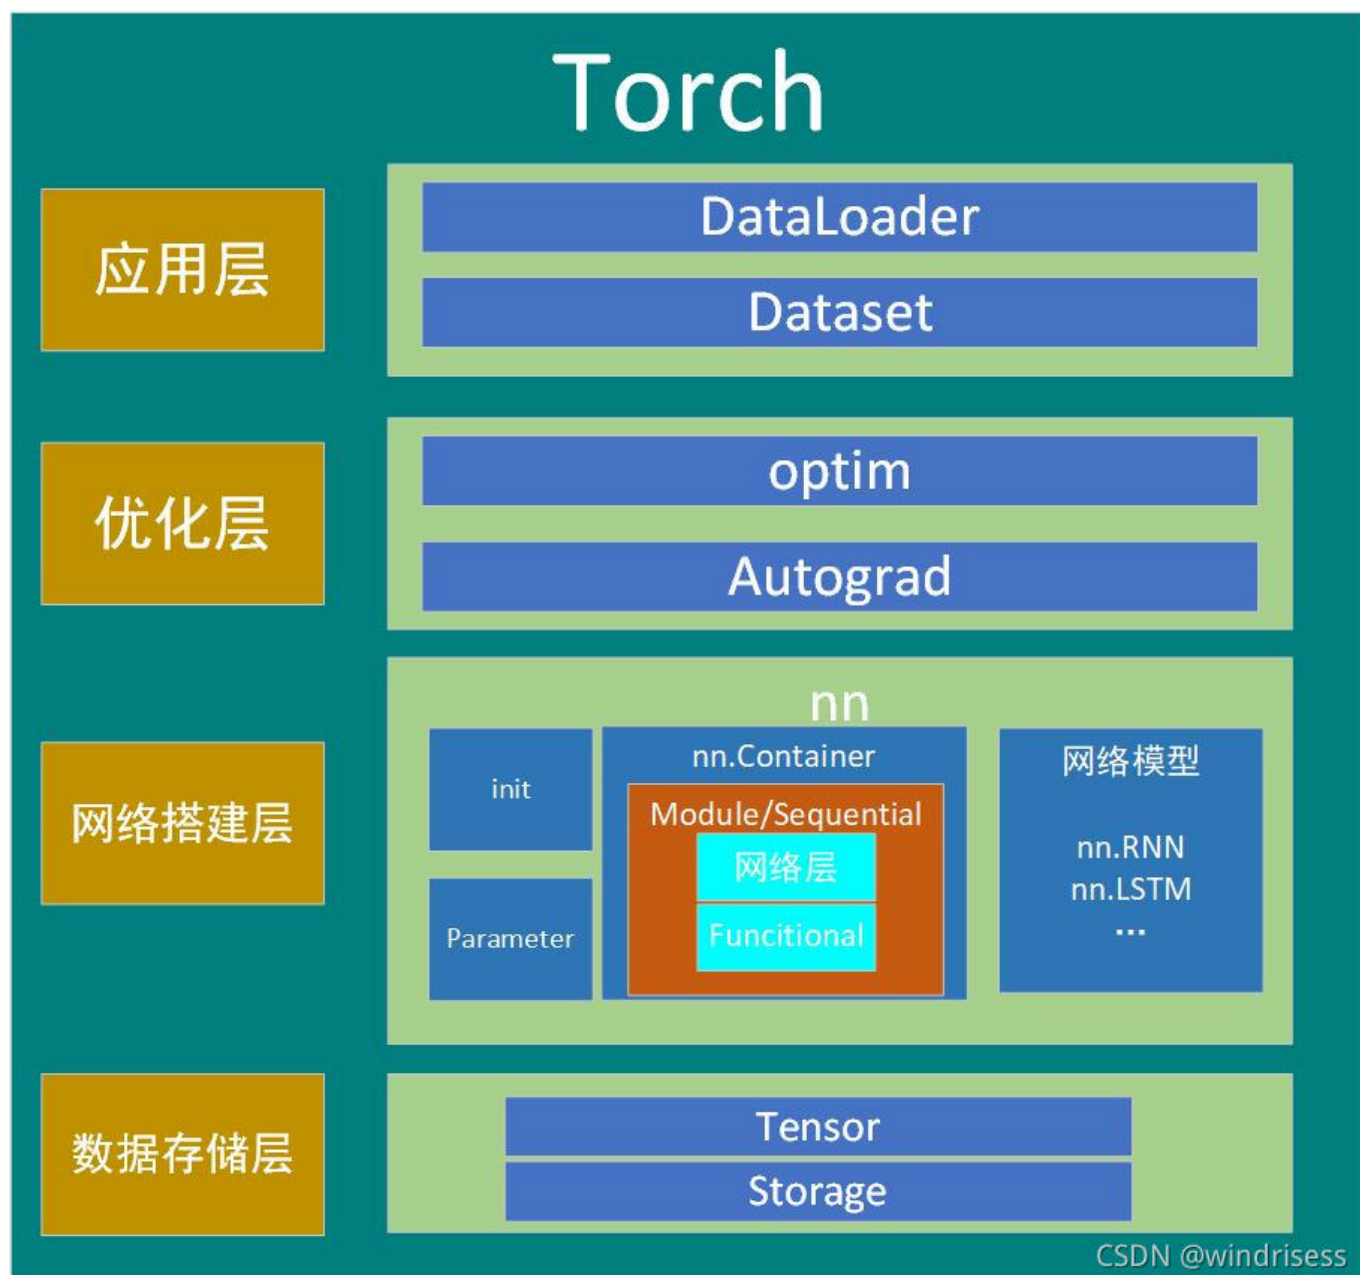 Torch
应用层
DataLoader
Dataset
优化层
optim
Autograd
网络搭建层
nn
init
Parameter
nn.Container
Module/Sequential
网络层
Funcitional
网络模型
nn.RNN
nn.LSTM
...
数据存储层
Tensor
Storage
CSDN @windrisess